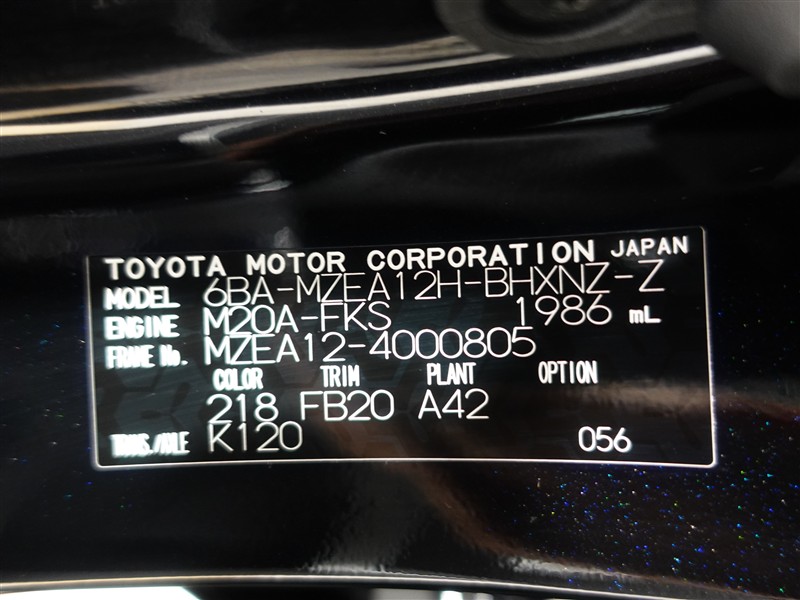 TOYOTA MOTOR CORPORATION JAPAN
MODEL 6BA-MZEA12H-BHXNZ-Z
ENGINE M20A-FKS 1986 mL
FRAME No. MZEA12-4000805
COLOR TRIM PLANT OPTION
218 FB20 A42
TRANS./AXLE K120 056